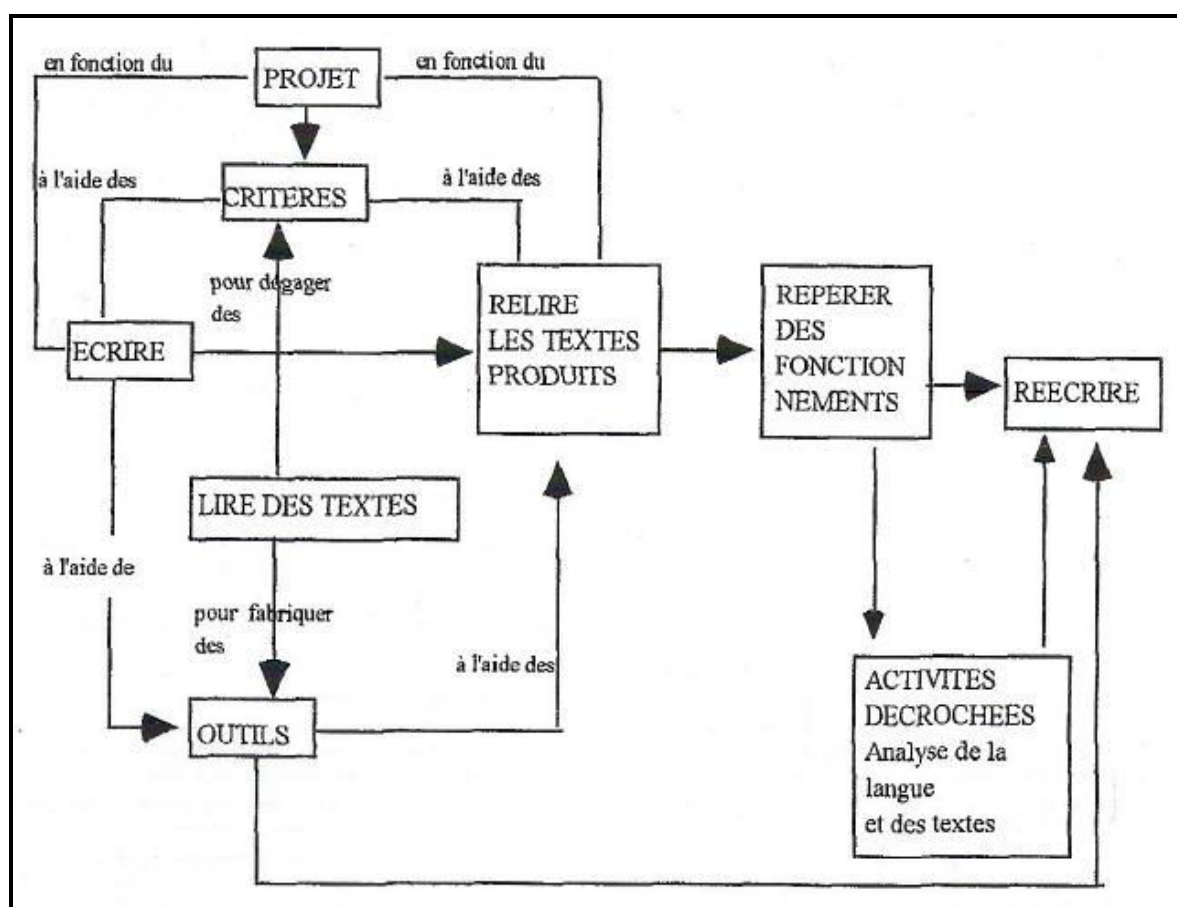 en fonction du
PROJET
en fonction du
à l'aide des
CRITERES
à l'aide des
pour dégager
des
ECRIRE
RELIRE
LES TEXTES
PRODUITS
REPERER
DES
FONCTION
NEMENTS
REECRIRE
LIRE DES TEXTES
à l'aide de
pour fabriquer
des
à l'aide des
OUTILS
ACTIVITES
DECROCHEES
Analyse de la
langue
et des textes